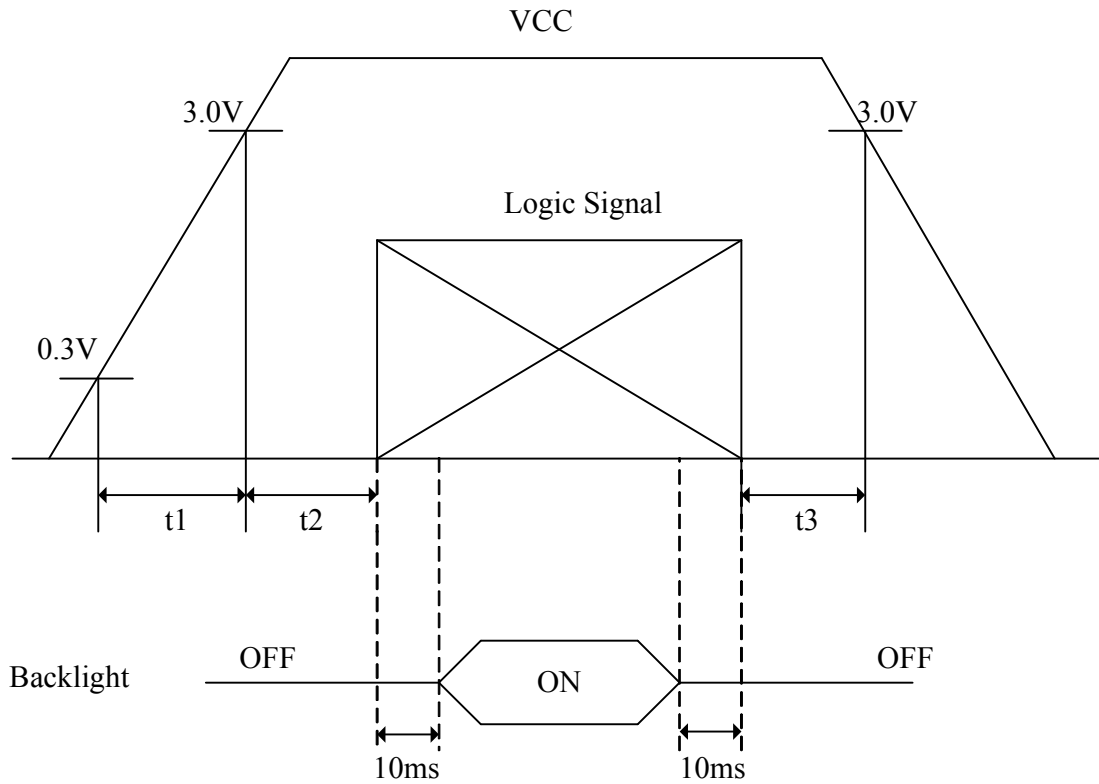 VCC
3.0V
3.0V
Logic Signal
0.3V
t1
t2
t3
OFF
OFF
Backlight
ON
10ms
10ms